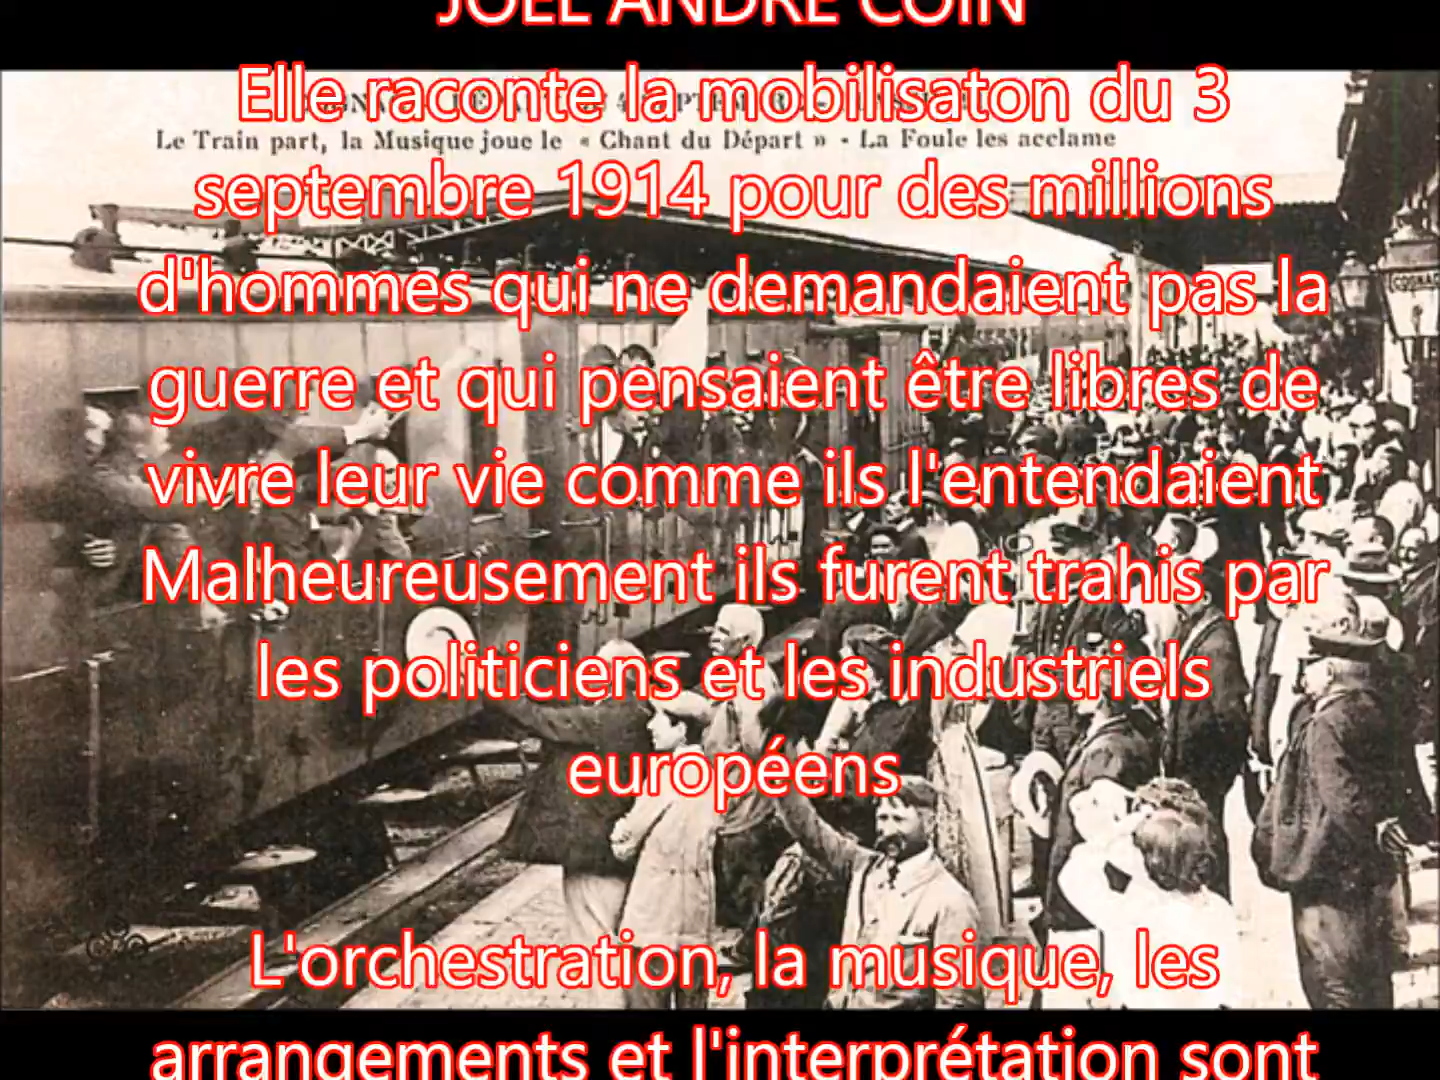 JOEL ANDRE COIN
Elle raconte la mobilisaton du 3
Le Train part, la Musique joue le « Chant du Départ » - La Foule les acclame
septembre 1914 pour des millions
d'hommes qui ne demandaient pas la
COGNAC
guerre et qui pensaient être libres de
vivre leur vie comme ils l'entendaient
Malheureusement ils furent trahis par
les politiciens et les industriels
européens
L'orchestration, la musique, les
arrangements et l'interprétation sont